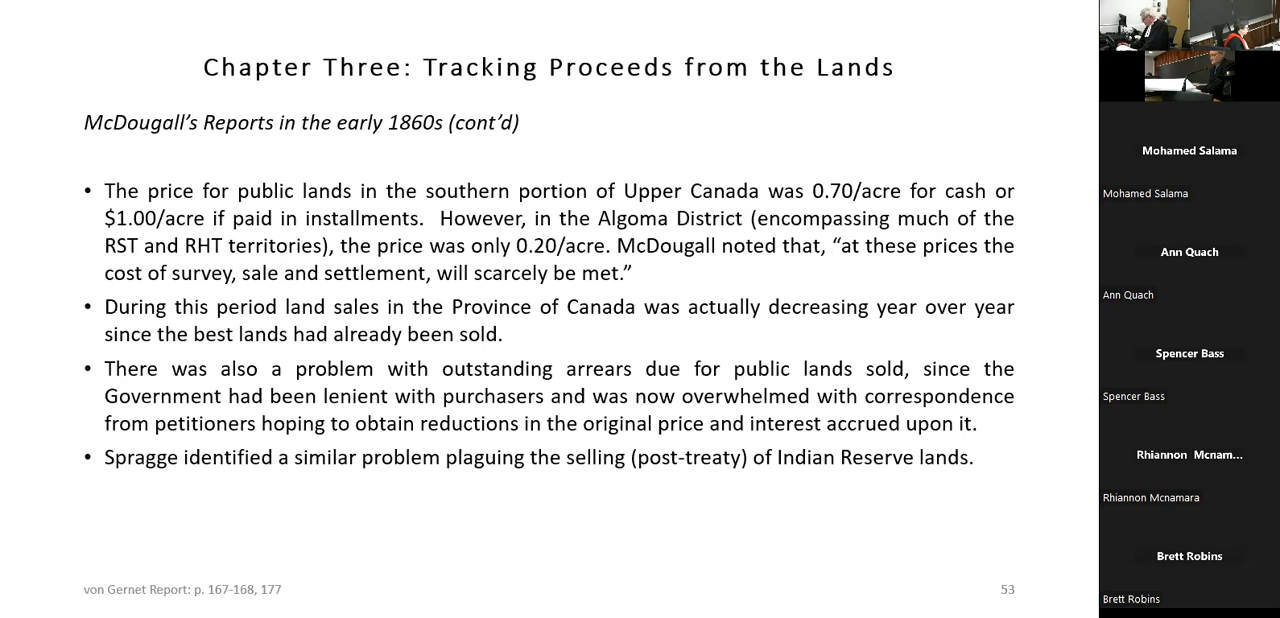 Chapter Three: Tracking Proceeds from the Lands
McDougall's Reports in the early 1860s (cont'd)
• The price for public lands in the southern portion of Upper Canada was 0.70/acre for cash or
$1.00/acre if paid in installments. However, in the Algoma District (encompassing much of the
RST and RHT territories), the price was only 0.20/acre. McDougall noted that, “at these prices the
cost of survey, sale and settlement, will scarcely be met.”
• During this period land sales in the Province of Canada was actually decreasing year over year
since the best lands had already been sold.
• There was also a problem with outstanding arrears due for public lands sold, since the
Government had been lenient with purchasers and was now overwhelmed with correspondence
from petitioners hoping to obtain reductions in the original price and interest accrued upon it.
• Spragge identified a similar problem plaguing the selling (post-treaty) of Indian Reserve lands.
von Gernet Report: p. 167-168, 177
53
Mohamed Salama
Mohamed Salama
Ann Quach
Ann Quach
Spencer Bass
Spencer Bass
Rhiannon Mcnam...
Rhiannon Mcnamara
Brett Robins
Brett Robins